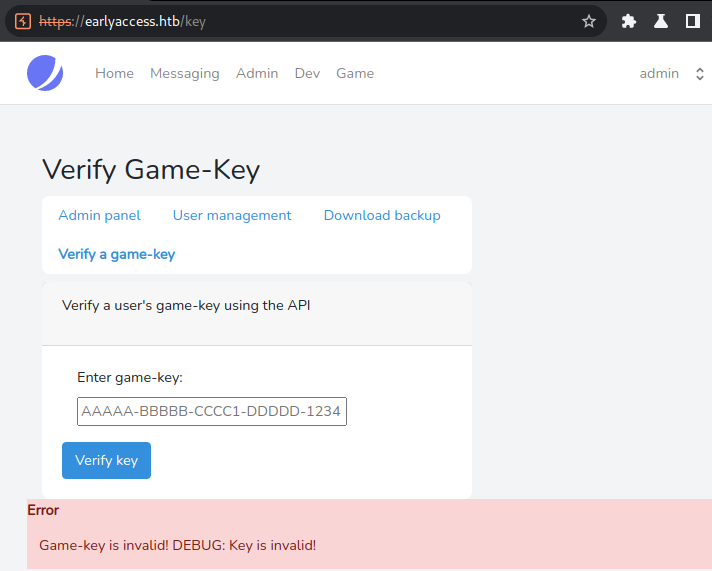 https://earlyaccess.htb/key
Home Messaging Admin Dev Game admin
Verify Game-Key
Admin panel User management Download backup
Verify a game-key
Verify a user's game-key using the API
Enter game-key:
AAAAA-BBBBB-CCCC1-DDDDD-1234
Verify key
Error
Game-key is invalid! DEBUG: Key is invalid!